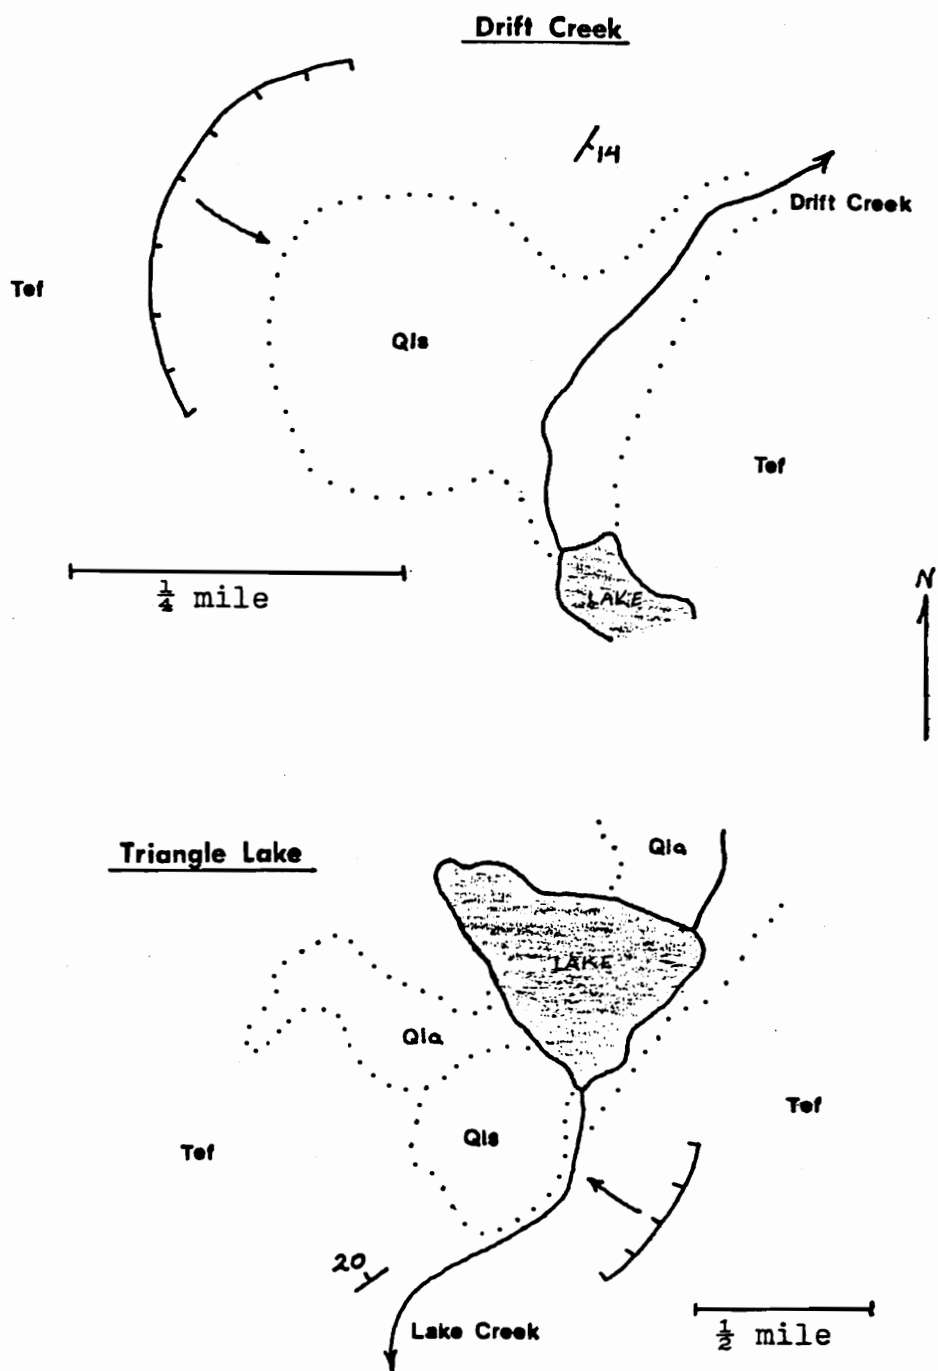 Drift Creek
14
Drift Creek
Tef
Qls
Tef
LAKE
¼ mile
N
Triangle Lake
Qla
LAKE
Qla
Tef
Qls
Tef
20
Lake Creek
½ mile